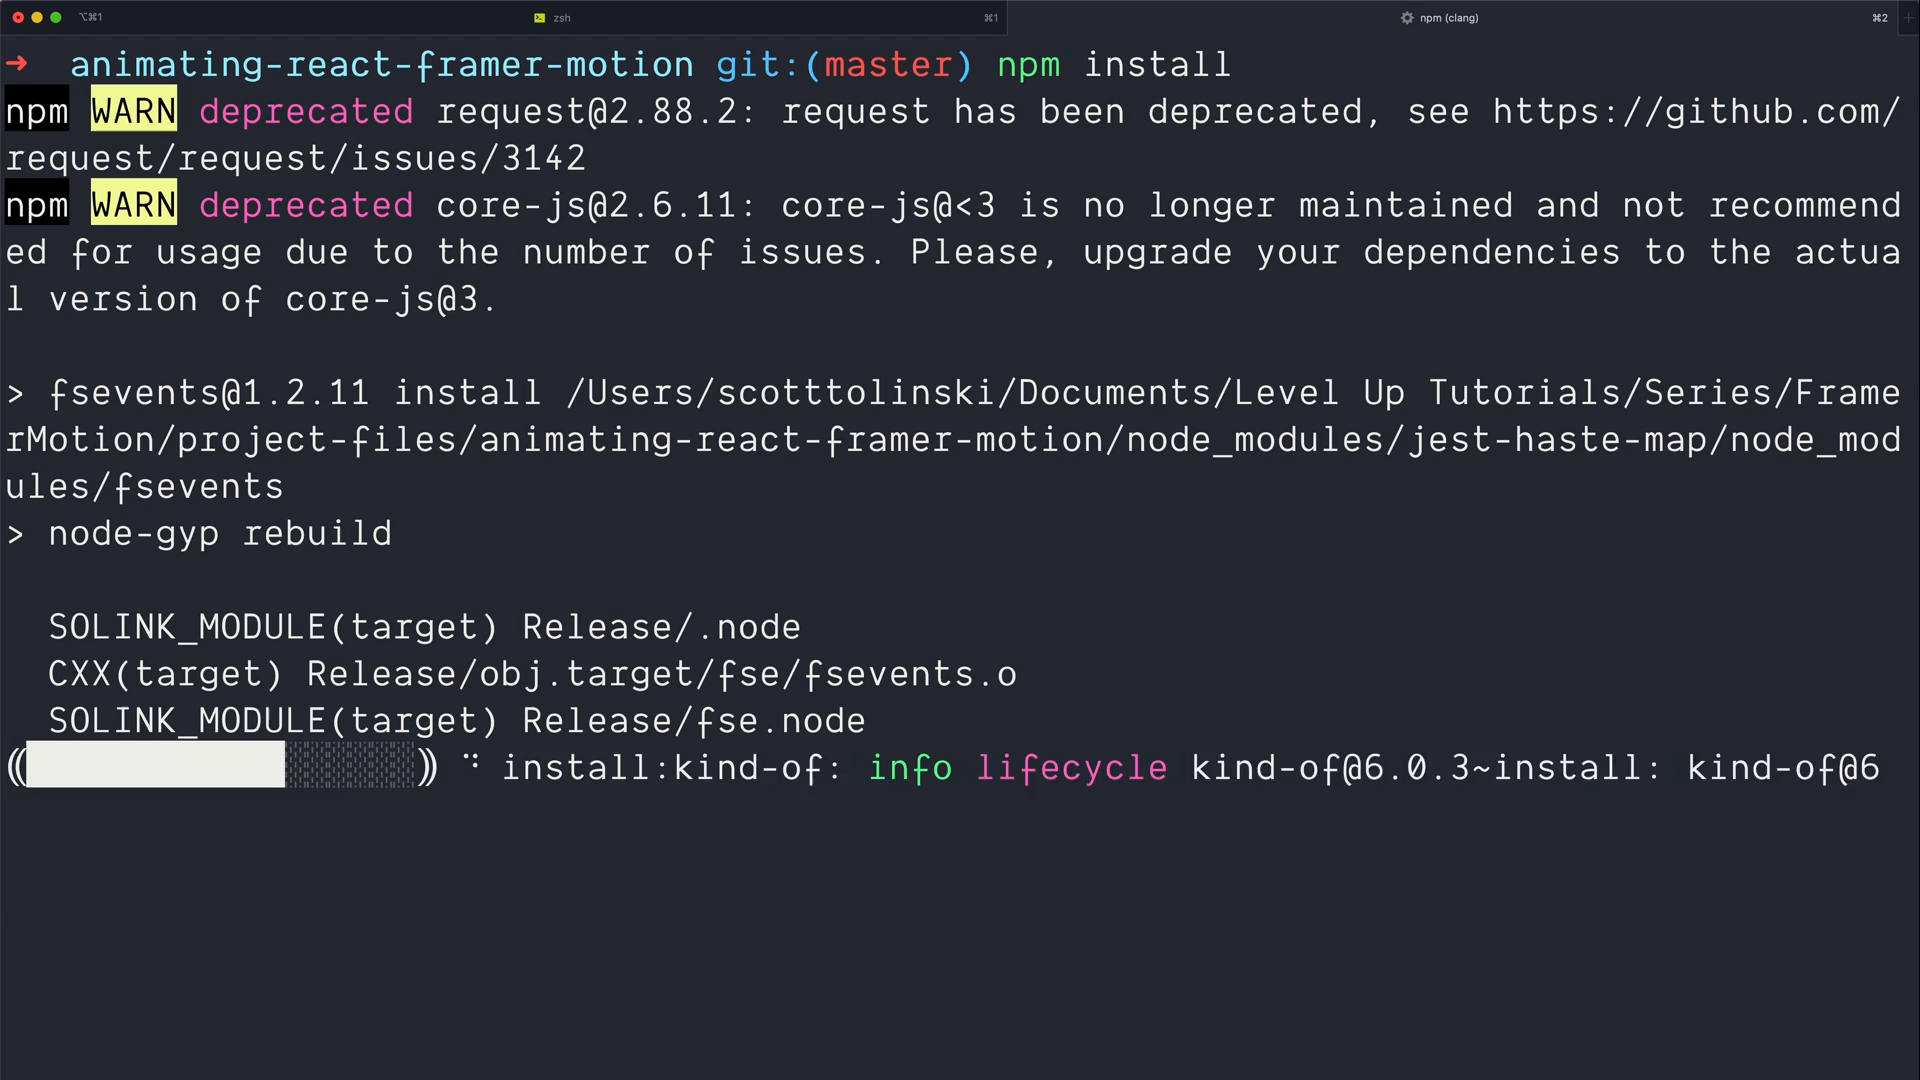 ⌥⌘1 zsh ⌘1 npm (clang) ⌘2
➜ animating-react-framer-motion git:(master) npm install
npm WARN deprecated request@2.88.2: request has been deprecated, see https://github.com/
request/request/issues/3142
npm WARN deprecated core-js@2.6.11: core-js@<3 is no longer maintained and not recommend
ed for usage due to the number of issues. Please, upgrade your dependencies to the actua
l version of core-js@3.
> fsevents@1.2.11 install /Users/scotttolinski/Documents/Level Up Tutorials/Series/Frame
rMotion/project-files/animating-react-framer-motion/node_modules/jest-haste-map/node_mod
ules/fsevents
> node-gyp rebuild
SOLINK_MODULE(target) Release/.node
CXX(target) Release/obj.target/fse/fsevents.o
SOLINK_MODULE(target) Release/fse.node
install:kind-of: info lifecycle kind-of@6.0.3~install: kind-of@6